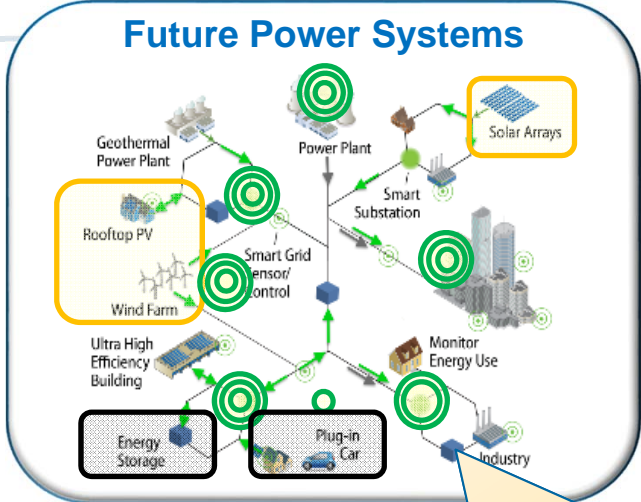 Future Power Systems
Geothermal
Power Plant
Power Plant
Solar Arrays
Smart
Substation
Rooftop PV
Smart Grid
Sensor/
Control
Wind Farm
Ultra High
Efficiency
Building
Monitor
Energy Use
Energy
Storage
Plug-in
Car
Industry